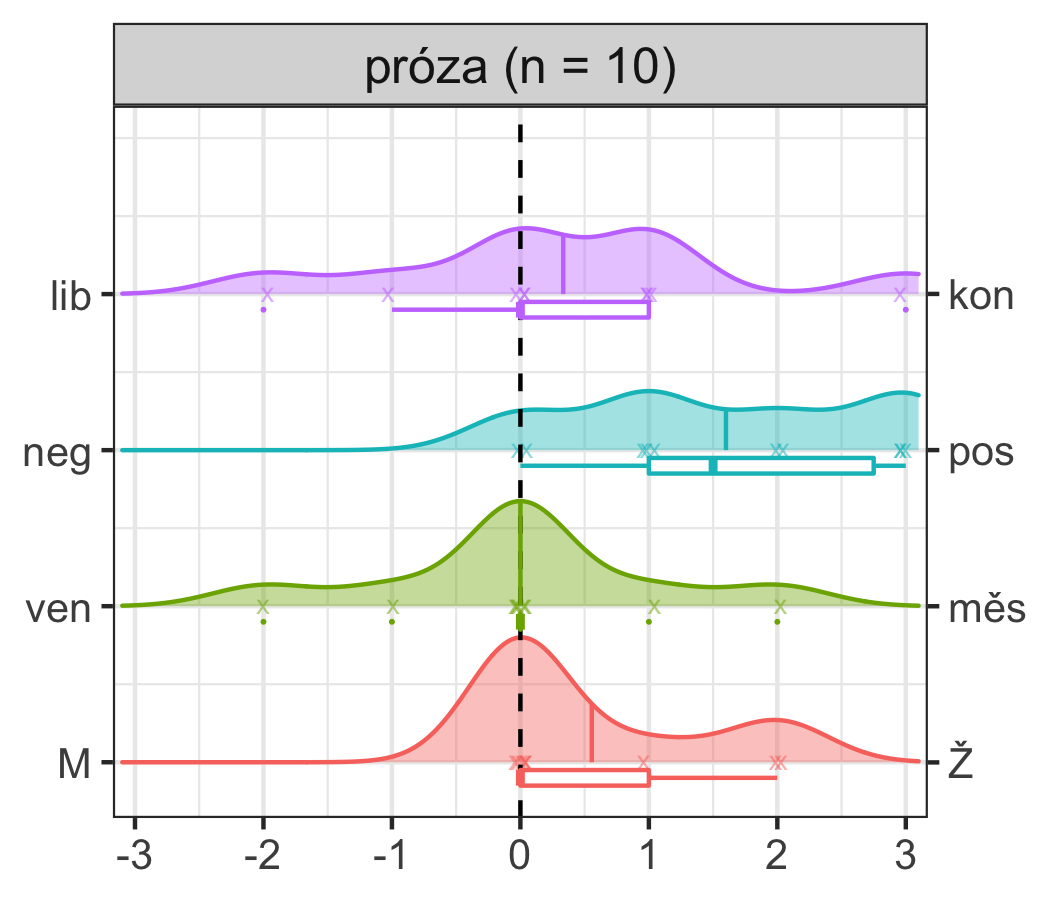 próza (n = 10)
lib kon
neg pos
ven měs
M Ž
-3 -2 -1 0 1 2 3